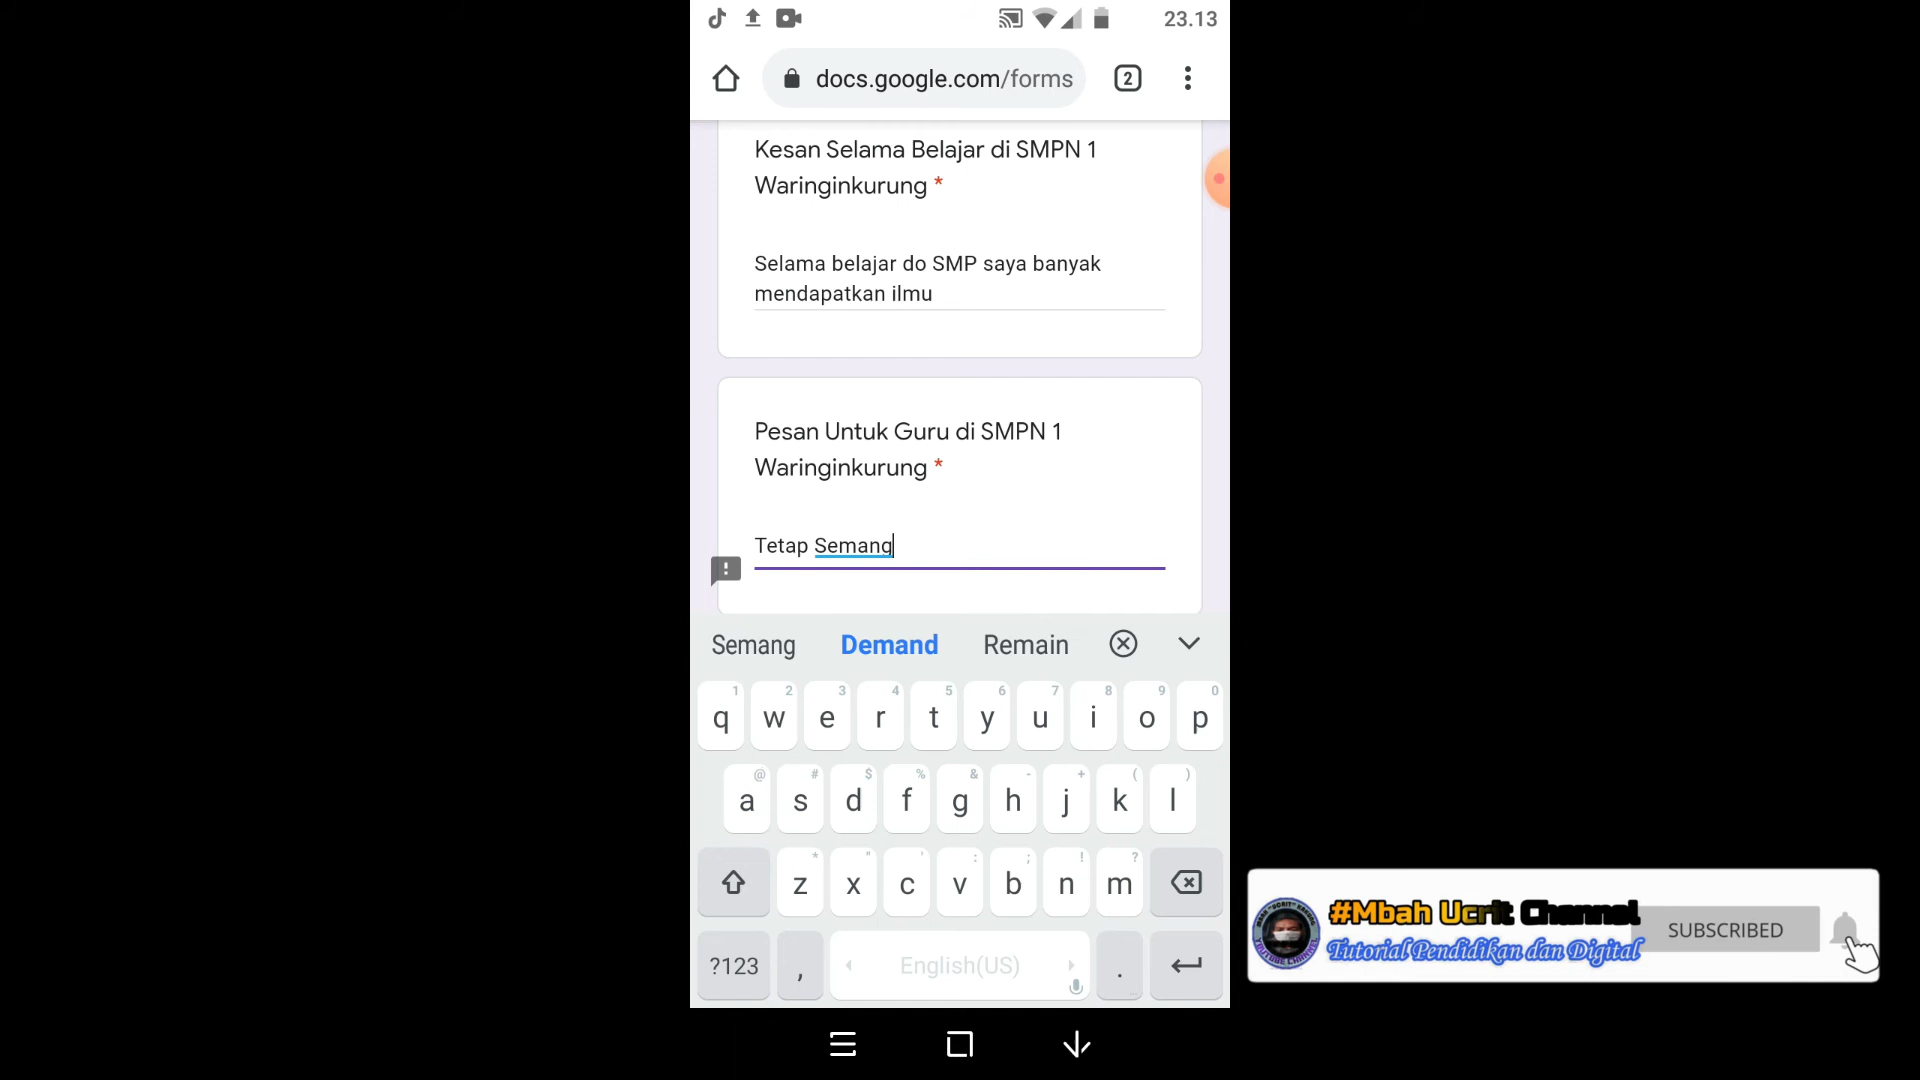 23.13
docs.google.com/forms
2
Kesan Selama Belajar di SMPN 1
Waringinkurung *
Selama belajar do SMP saya banyak
mendapatkan ilmu
Pesan Untuk Guru di SMPN 1
Waringinkurung *
Tetap Semang
Semang Demand Remain
1 2 3 4 5 6 7 8 9 0
q w e r t y u i o p
@ # $ % & - + ( )
a s d f g h j k l
* " ' : ; ! ?
z x c v b n m
?123 , English(US) .
#Mbah Ucrit Channel
Tutorial Pendidikan dan Digital
SUBSCRIBED